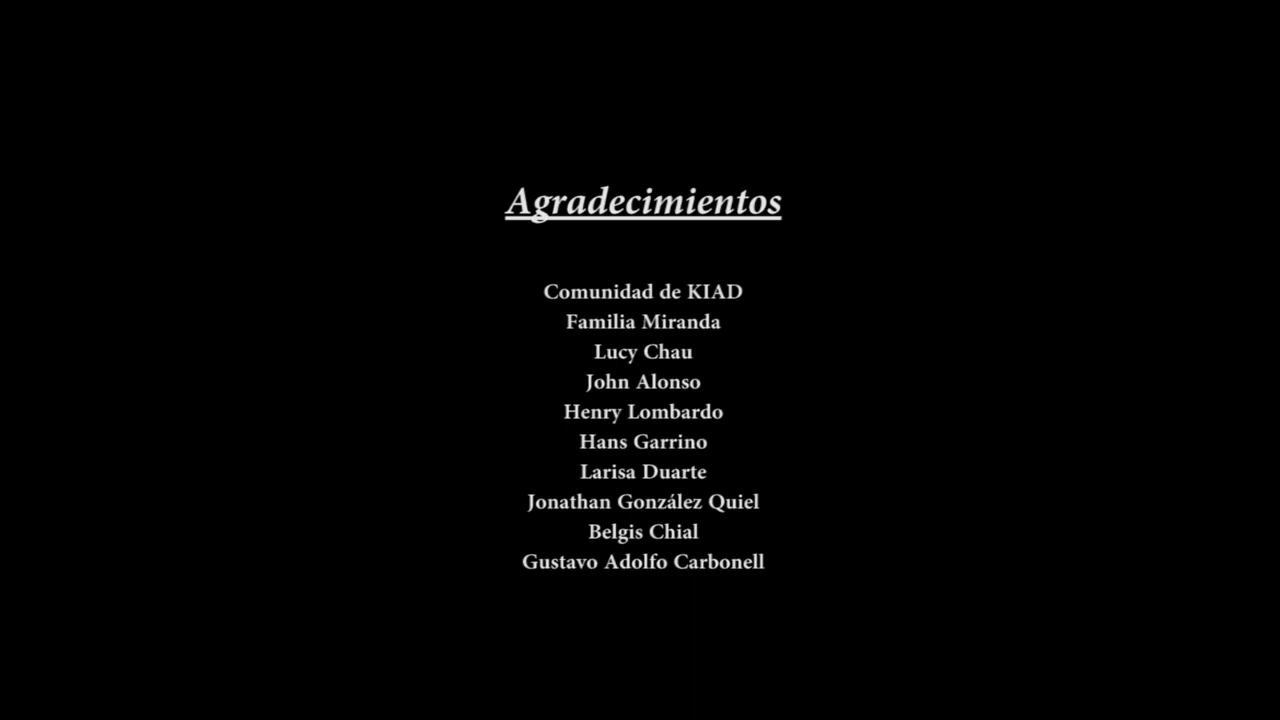 Agradecimientos
Comunidad de KIAD
Familia Miranda
Lucy Chau
John Alonso
Henry Lombardo
Hans Garrino
Larisa Duarte
Jonathan González Quiel
Belgis Chial
Gustavo Adolfo Carbonell